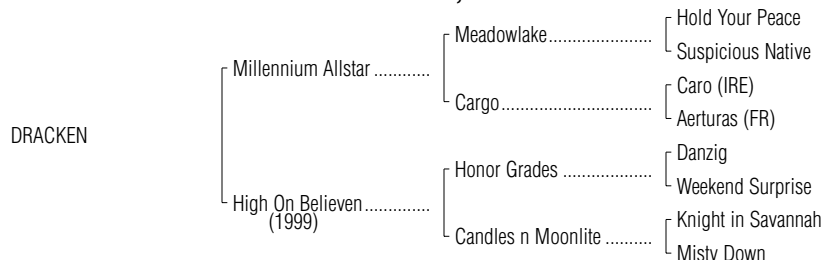 DRACKEN
Millennium Allstar ............
High On Believen ..............
(1999)
Meadowlake.......................
Cargo.................................
Honor Grades ...................
Candles n Moonlite ..........
Hold Your Peace
Suspicious Native
Caro (IRE)
Aerturas (FR)
Danzig
Weekend Surprise
Knight in Savannah
Misty Down